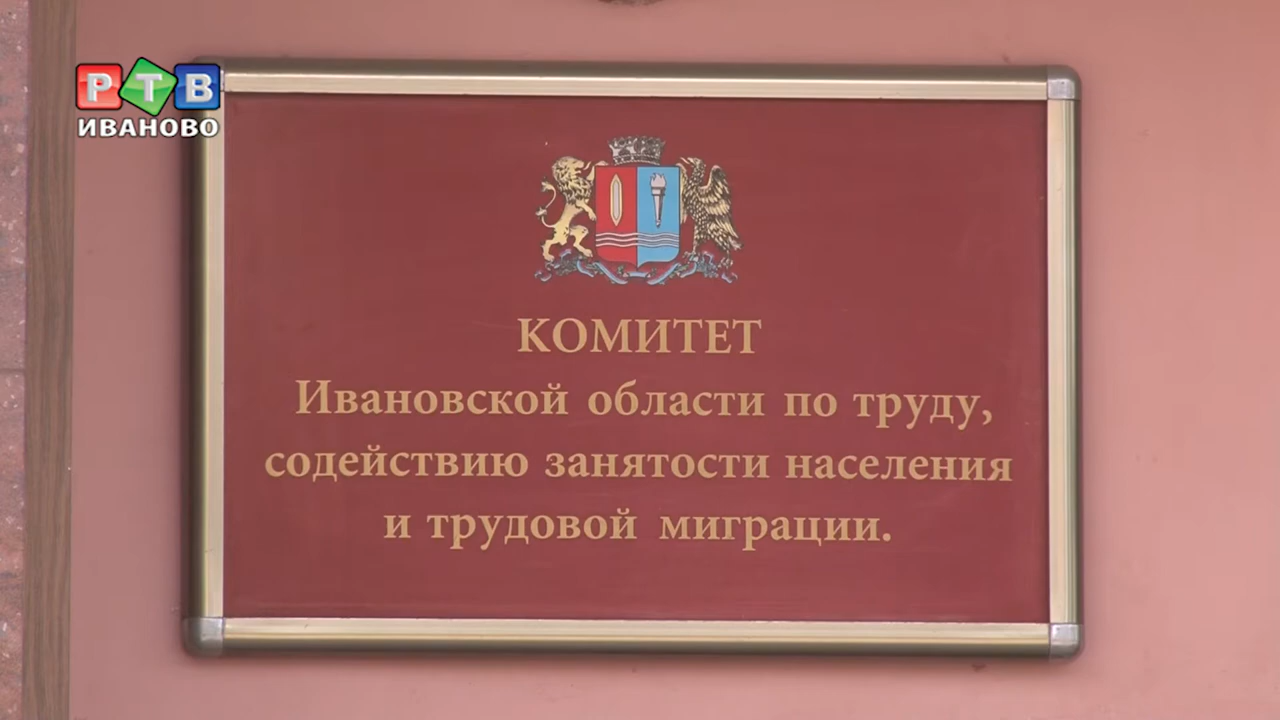 РТВ
ИВАНОВО
КОМИТЕТ
Ивановской области по труду,
содействию занятости населения
и трудовой миграции.